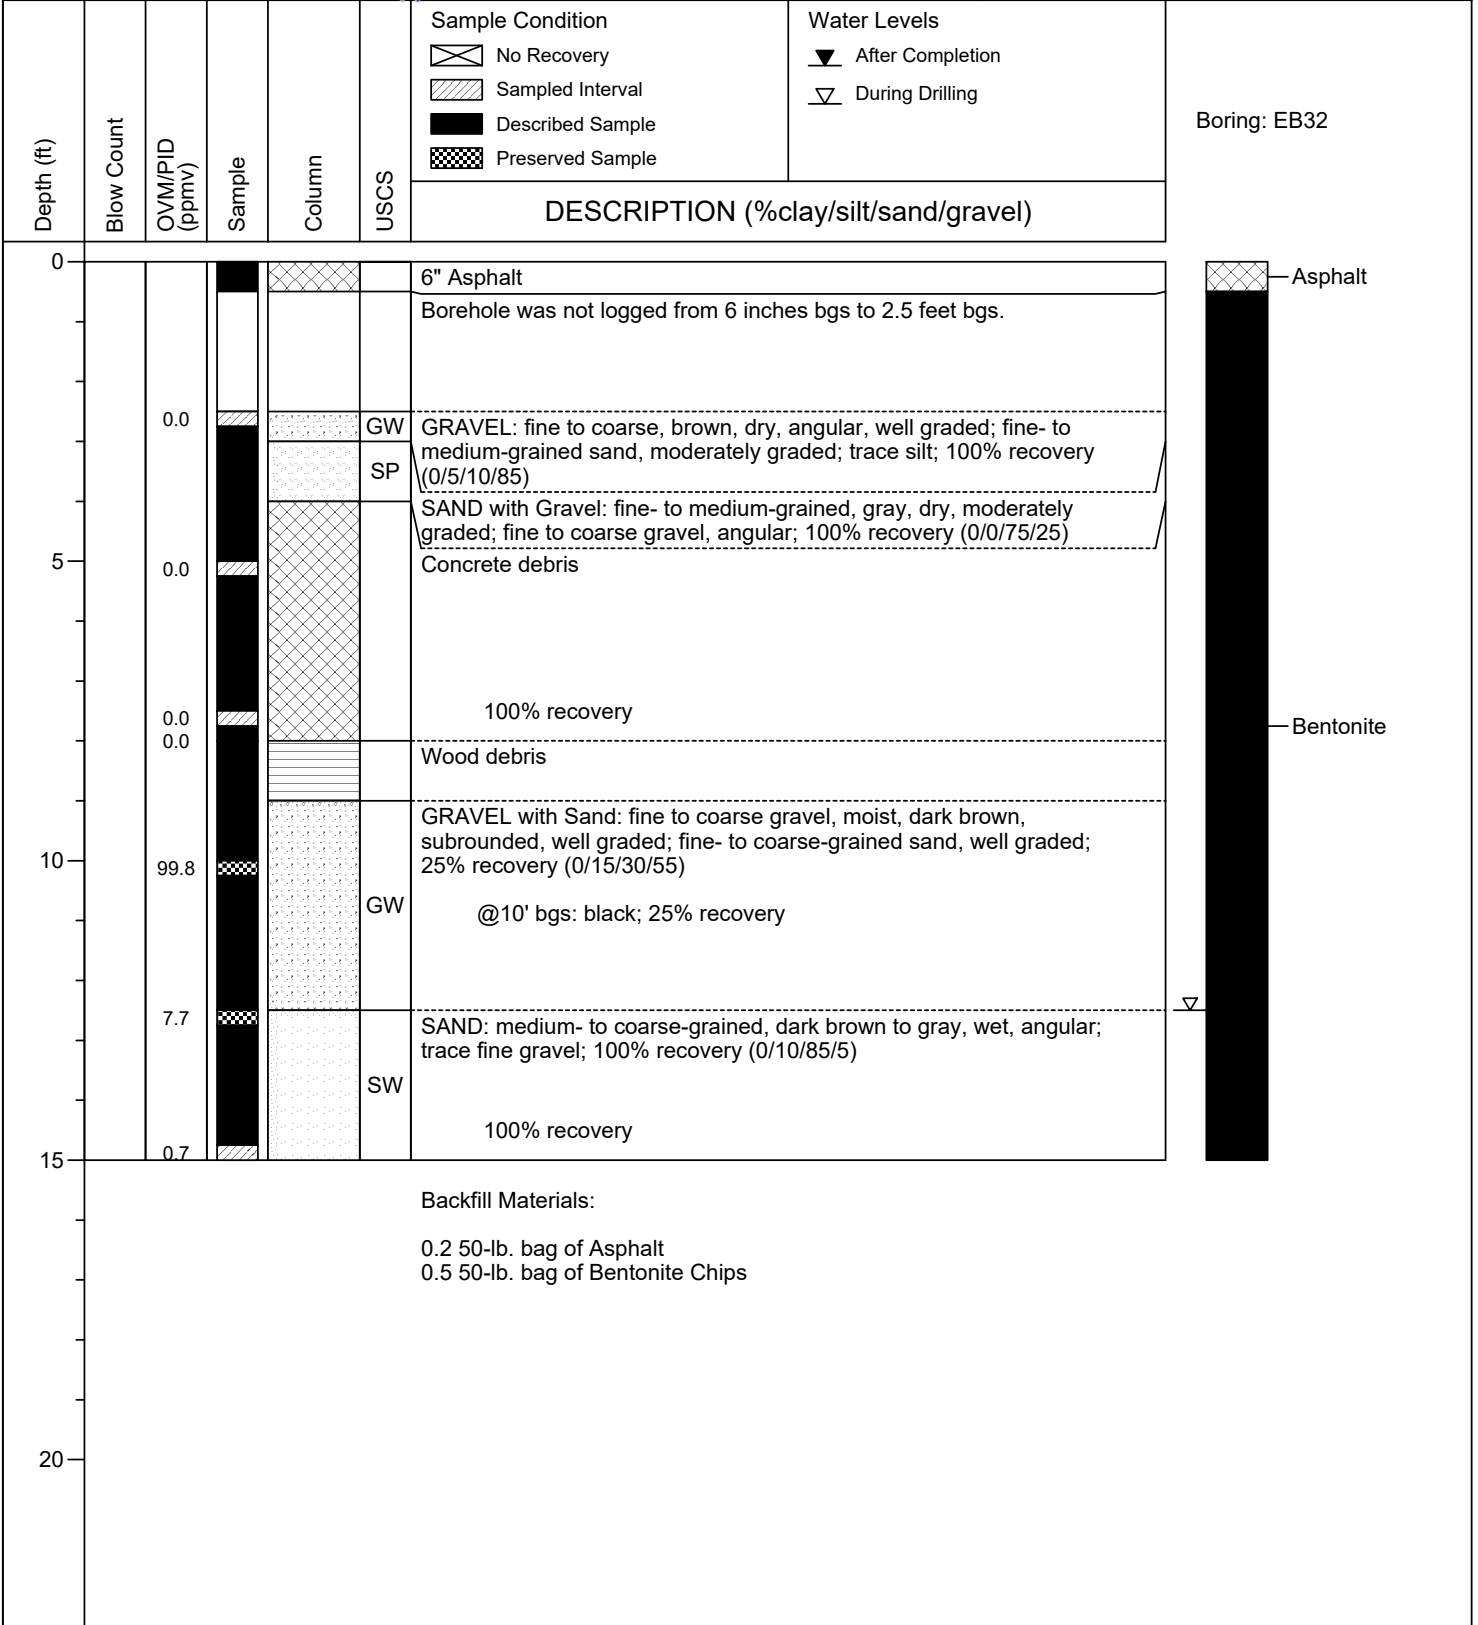 Sample Condition
No Recovery
Sampled Interval
Described Sample
Preserved Sample
Water Levels
After Completion
During Drilling
Boring: EB32
Depth (ft)
Blow Count
OVM/PID
(ppmv)
Sample
Column
USCS
DESCRIPTION (%clay/silt/sand/gravel)
0
6" Asphalt
Asphalt
Borehole was not logged from 6 inches bgs to 2.5 feet bgs.
0.0
GW
GRAVEL: fine to coarse, brown, dry, angular, well graded; fine- to
medium-grained sand, moderately graded; trace silt; 100% recovery
(0/5/10/85)
SP
SAND with Gravel: fine- to medium-grained, gray, dry, moderately
graded; fine to coarse gravel, angular; 100% recovery (0/0/75/25)
5
0.0
Concrete debris
100% recovery
0.0
0.0
Bentonite
Wood debris
GRAVEL with Sand: fine to coarse gravel, moist, dark brown,
subrounded, well graded; fine- to coarse-grained sand, well graded;
25% recovery (0/15/30/55)
10
99.8
GW
@10' bgs: black; 25% recovery
7.7
SAND: medium- to coarse-grained, dark brown to gray, wet, angular;
trace fine gravel; 100% recovery (0/10/85/5)
SW
100% recovery
0.7
15
Backfill Materials:
0.2 50-lb. bag of Asphalt
0.5 50-lb. bag of Bentonite Chips
20